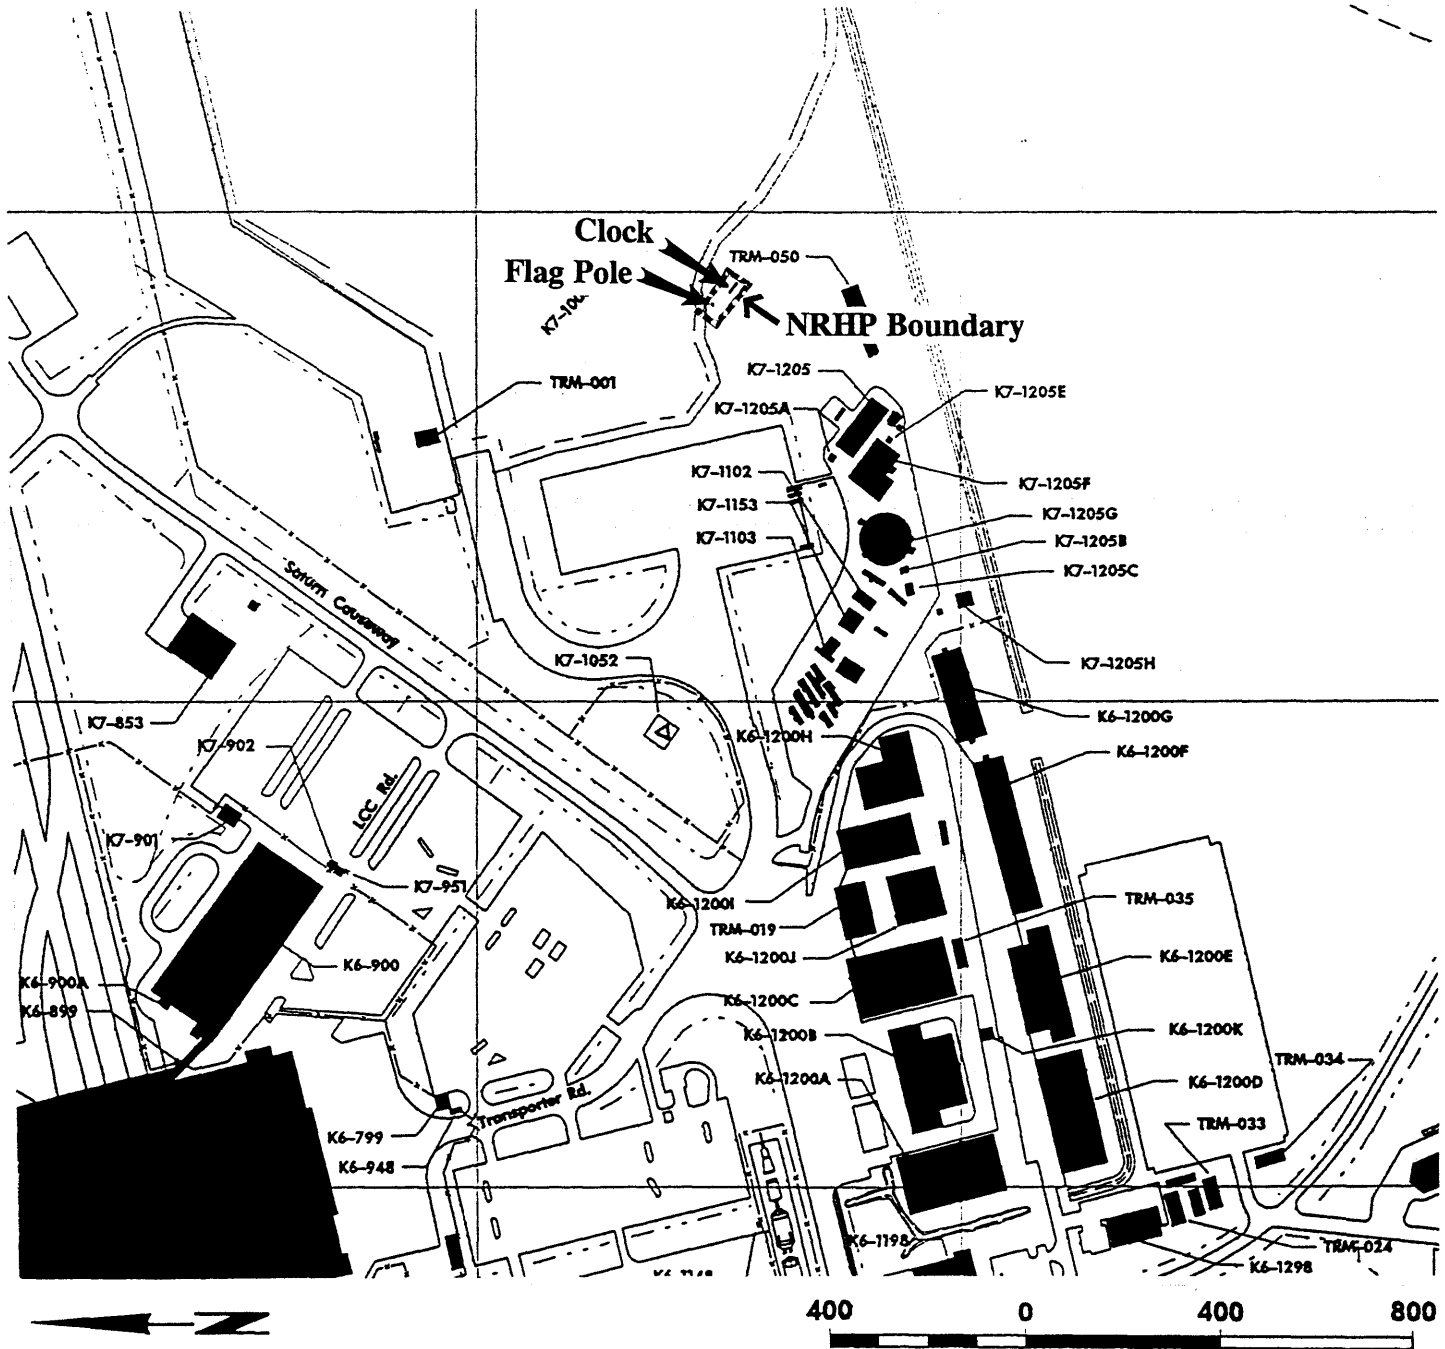 Clock
TRM-050
Flag Pole
NRHP Boundary
K7-1205
TRM-001
K7-1205E
K7-1205A
K7-1102
K7-1205F
K7-1153
K7-1205G
K7-1103
K7-1205B
K7-1205C
Saturn Causeway
K7-1052
K7-1205H
K7-853
K6-1200G
K7-902
K6-1200H
K6-1200F
LCC Rd.
K7-901
K7-951
K6-1200I
TRM-035
TRM-019
K6-1200J
K6-1200E
K6-900
K6-900A
K6-1200C
K6-899
K6-1200B
K6-1200K
TRM-034
K6-1200A
K6-1200D
Transporter Rd.
K6-799
TRM-033
K6-948
K6-1198
TRM-024
K6-1298
N
400 0 400 800